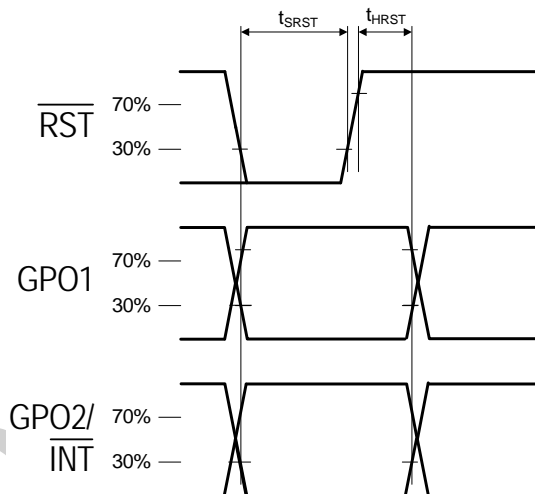 tSRST
tHRST
RST
70%
30%
GPO1
70%
30%
GPO2/
INT
70%
30%